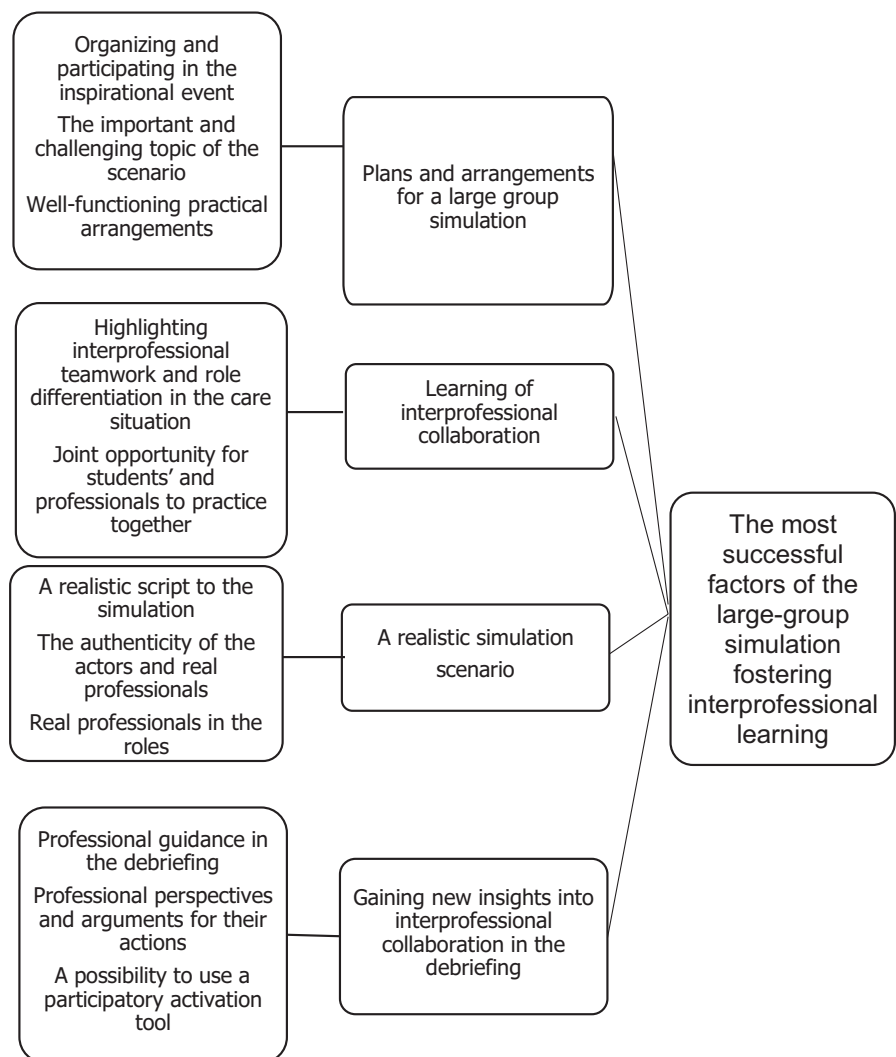 Organizing and
participating in the
inspirational event
The important and
challenging topic of the
scenario
Well-functioning practical
arrangements
Plans and arrangements
for a large group
simulation
Highlighting
interprofessional
teamwork and role
differentiation in the care
situation
Joint opportunity for
students’ and
professionals to practice
together
Learning of
interprofessional
collaboration
A realistic script to the
simulation
The authenticity of the
actors and real
professionals
Real professionals in the
roles
A realistic simulation
scenario
Professional guidance in
the debriefing
Professional perspectives
and arguments for their
actions
A possibility to use a
participatory activation
tool
Gaining new insights into
interprofessional
collaboration in the
debriefing
The most
successful
factors of the
large-group
simulation
fostering
interprofessional
learning